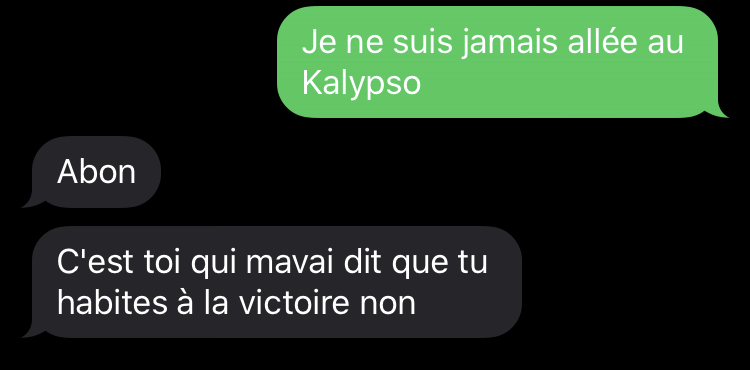 Je ne suis jamais allée au
Kalypso
Abon
C'est toi qui mavai dit que tu
habites à la victoire non